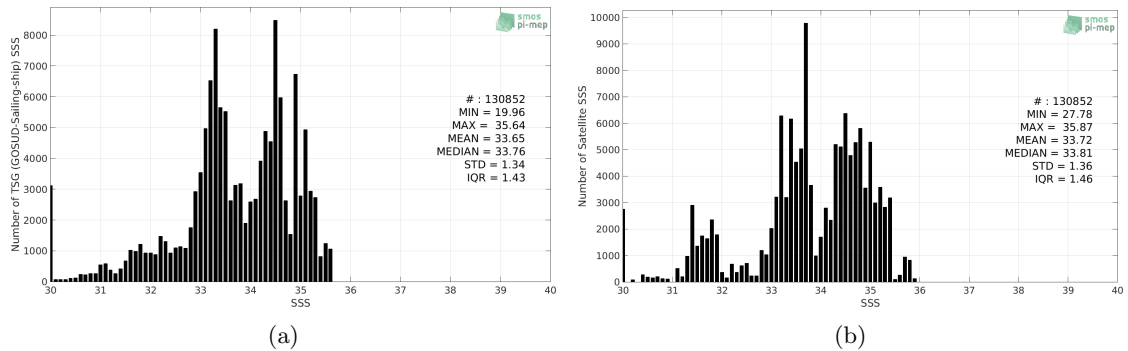 smos
pi-mep
Number of TSG (GOSUD-Sailing-ship) SSS
8000
7000
6000
5000
4000
3000
2000
1000
0
# : 130852
MIN = 19.96
MAX = 35.64
MEAN = 33.65
MEDIAN = 33.76
STD = 1.34
IQR = 1.43
30 31 32 33 34 35 36 37 38 39 40
SSS
(a)
smos
pi-mep
Number of Satellite SSS
10000
9000
8000
7000
6000
5000
4000
3000
2000
1000
0
# : 130852
MIN = 27.78
MAX = 35.87
MEAN = 33.72
MEDIAN = 33.81
STD = 1.36
IQR = 1.46
30 31 32 33 34 35 36 37 38 39 40
SSS
(b)